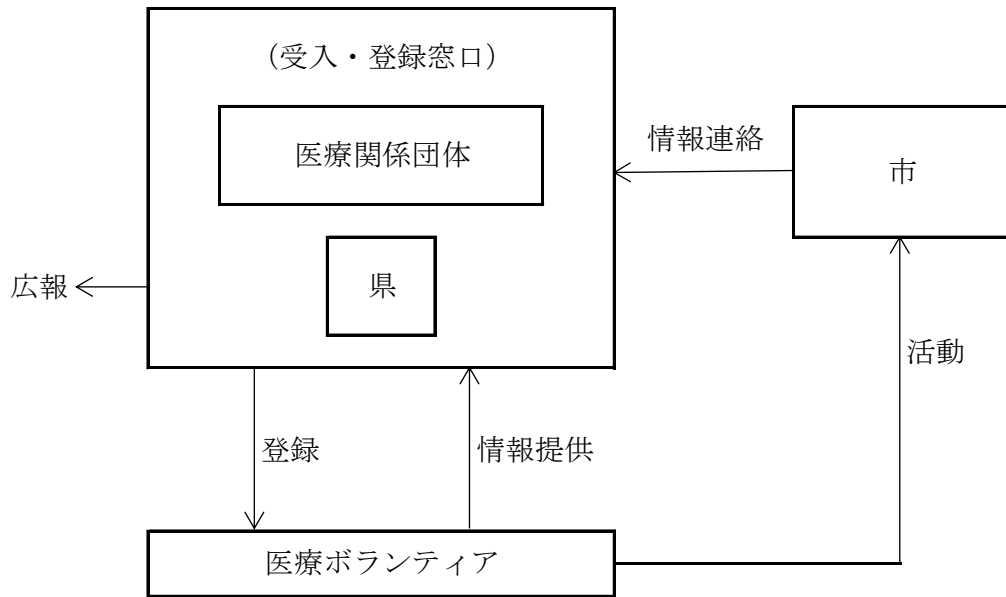 (受入・登録窓口)
医療関係団体
情報連絡
市
県
広報
活動
登録
情報提供
医療ボランティア